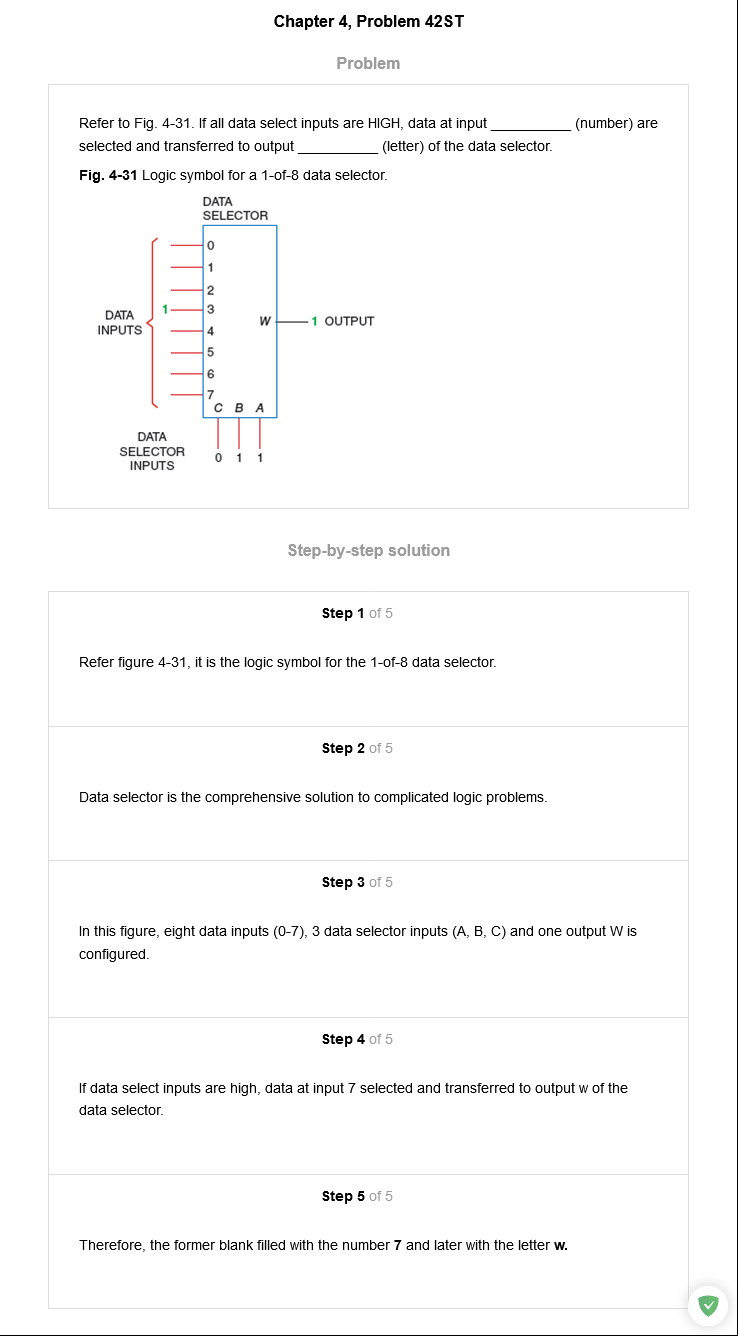 Chapter 4, Problem 42ST
Problem
Refer to Fig. 4-31. If all data select inputs are HIGH, data at input __________ (number) are
selected and transferred to output __________ (letter) of the data selector.
Fig. 4-31 Logic symbol for a 1-of-8 data selector.
DATA
SELECTOR
0
1
2
1 3
4
5
6
7
DATA
INPUTS
W 1 OUTPUT
C B A
DATA
SELECTOR
INPUTS
0 1 1
Step-by-step solution
Step 1 of 5
Refer figure 4-31, it is the logic symbol for the 1-of-8 data selector.
Step 2 of 5
Data selector is the comprehensive solution to complicated logic problems.
Step 3 of 5
In this figure, eight data inputs (0-7), 3 data selector inputs (A, B, C) and one output W is
configured.
Step 4 of 5
If data select inputs are high, data at input 7 selected and transferred to output w of the
data selector.
Step 5 of 5
Therefore, the former blank filled with the number 7 and later with the letter w.